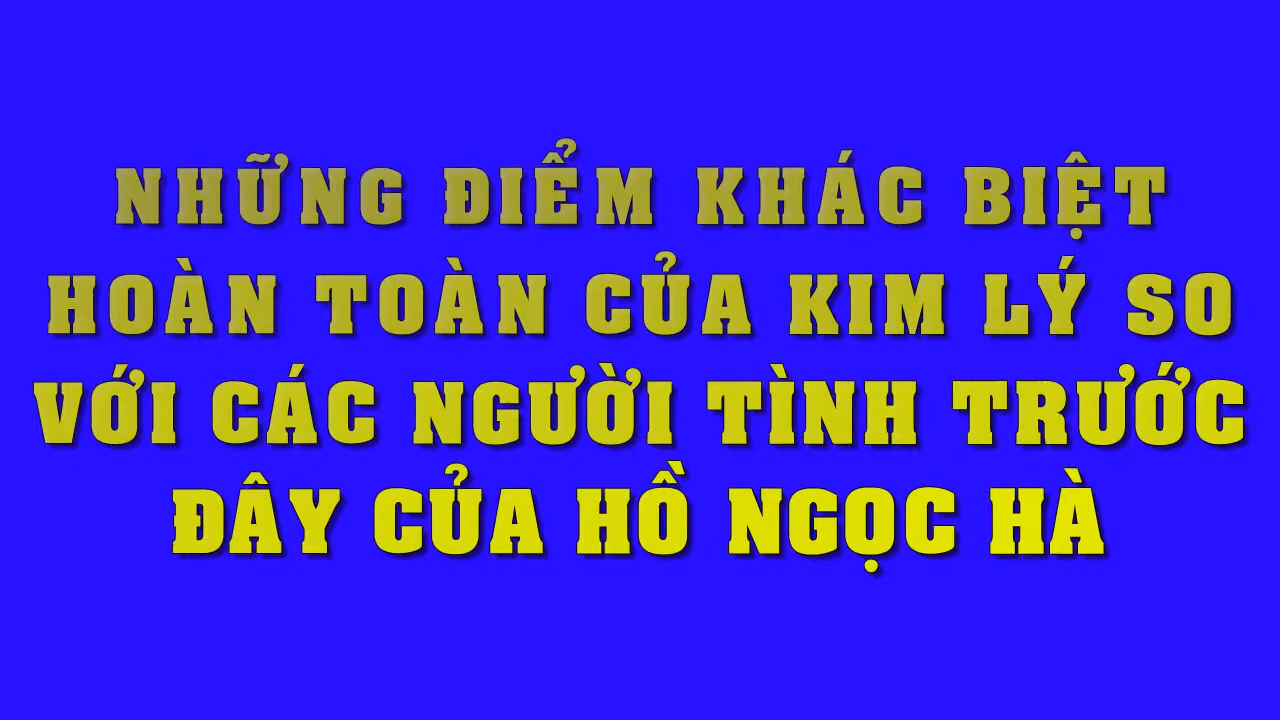 NHỮNG ĐIỂM KHÁC BIỆT
HOÀN TOÀN CỦA KIM LÝ SO
VỚI CÁC NGƯỜI TÌNH TRƯỚC
ĐÂY CỦA HỒ NGỌC HÀ